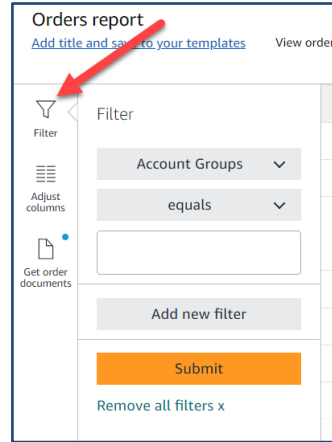 Orders report
Add title and save to your templates View order
Filter
Filter
Account Groups
equals
Adjust
columns
Get order
documents
Add new filter
Submit
Remove all filters x